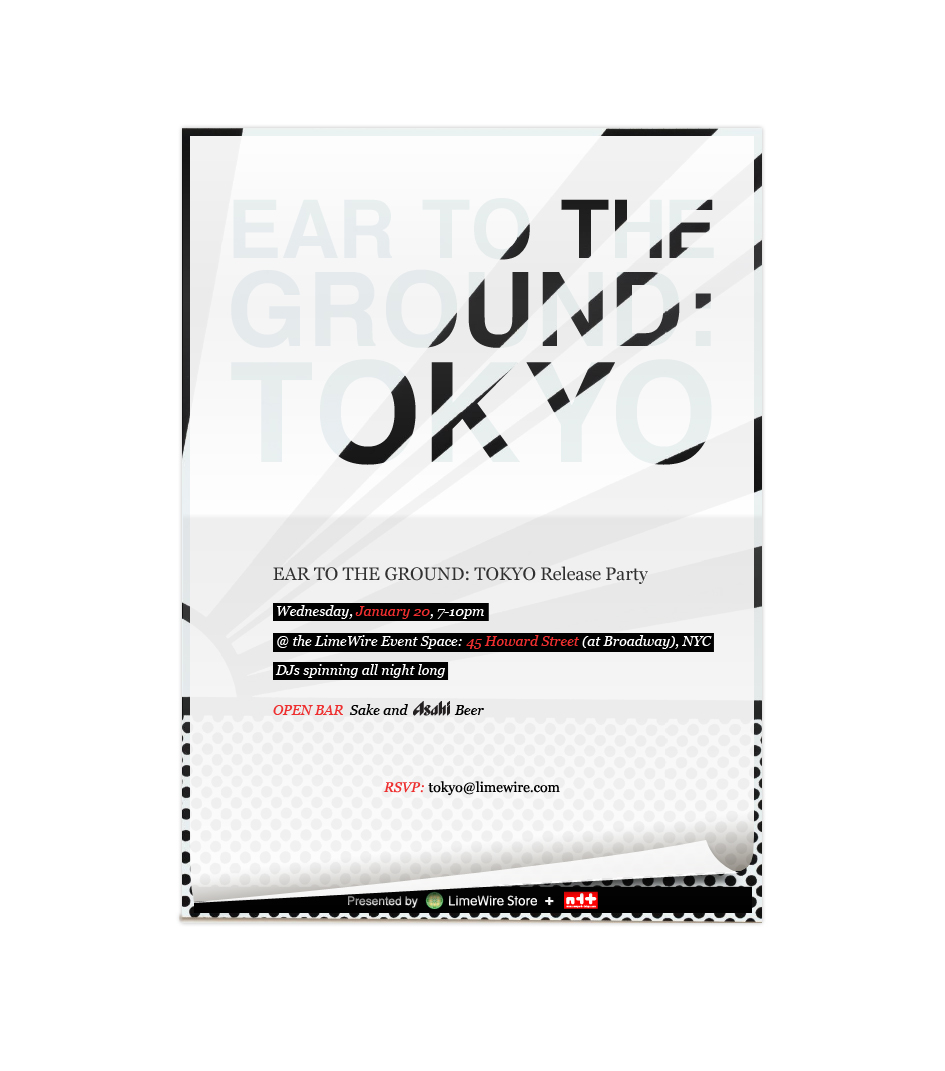 EAR TO THE
GROUND:
TOKYO
EAR TO THE GROUND: TOKYO Release Party
Wednesday, January 20, 7-10pm
@ the LimeWire Event Space: 45 Howard Street (at Broadway), NYC
DJs spinning all night long
OPEN BAR Sake and Asahi Beer
RSVP: tokyo@limewire.com
Presented by LimeWire Store +